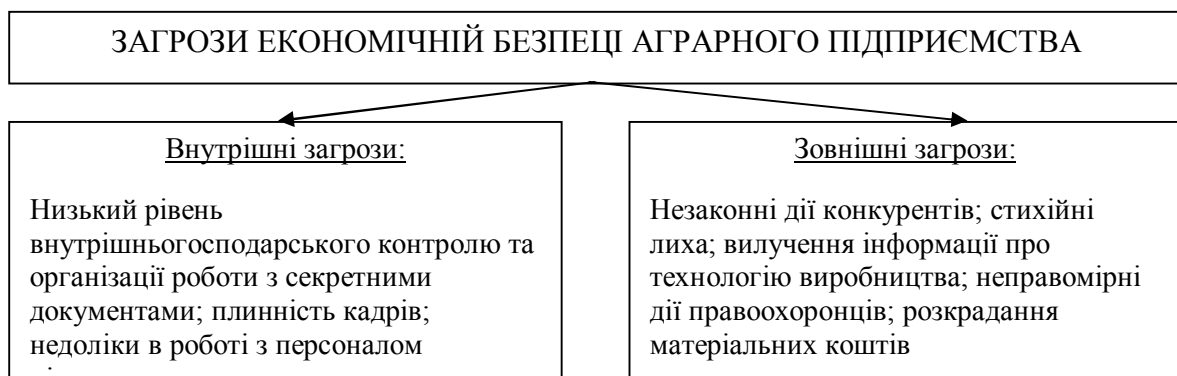 ЗАГРОЗИ ЕКОНОМІЧНІЙ БЕЗПЕЦІ АГРАРНОГО ПІДПРИЄМСТВА
Внутрішні загрози:
Низький рівень
внутрішньогосподарського контролю та
організації роботи з секретними
документами; плинність кадрів;
недоліки в роботі з персоналом
Зовнішні загрози:
Незаконні дії конкурентів; стихійні
лиха; вилучення інформації про
технологію виробництва; неправомірні
дії правоохоронців; розкрадання
матеріальних коштів